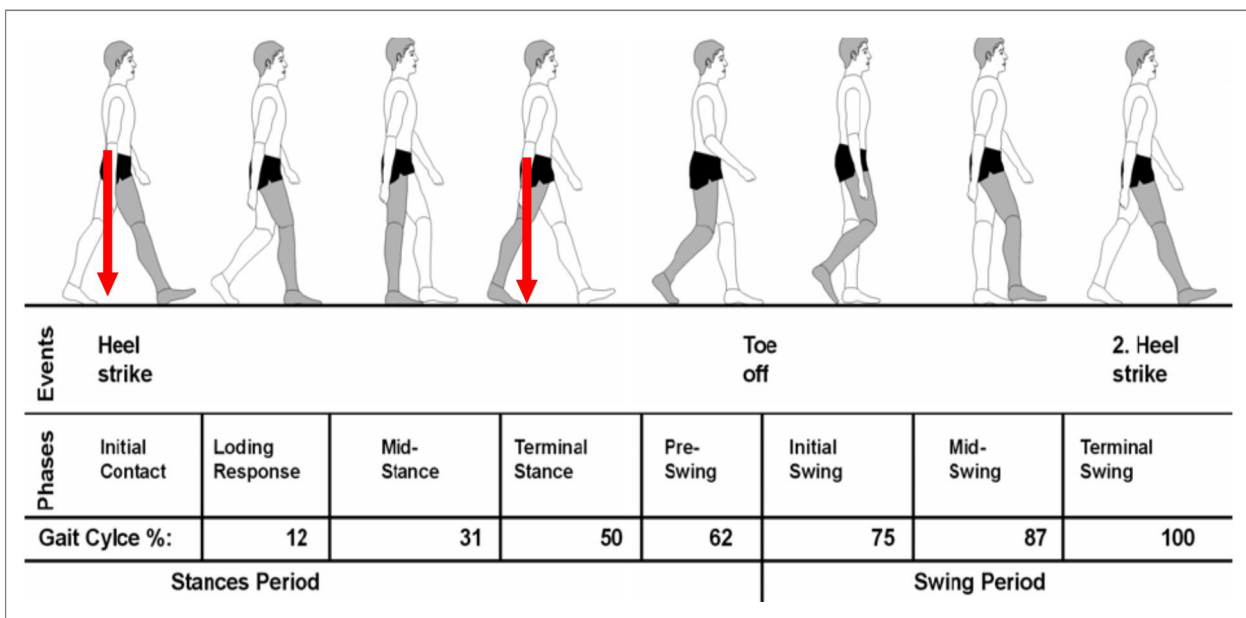 Events
Heel
strike
Toe
off
2. Heel
strike
Phases
Initial
Contact
Loding
Response
Mid-
Stance
Terminal
Stance
Pre-
Swing
Initial
Swing
Mid-
Swing
Terminal
Swing
Gait Cylce %: 12 31 50 62 75 87 100
Stances Period Swing Period